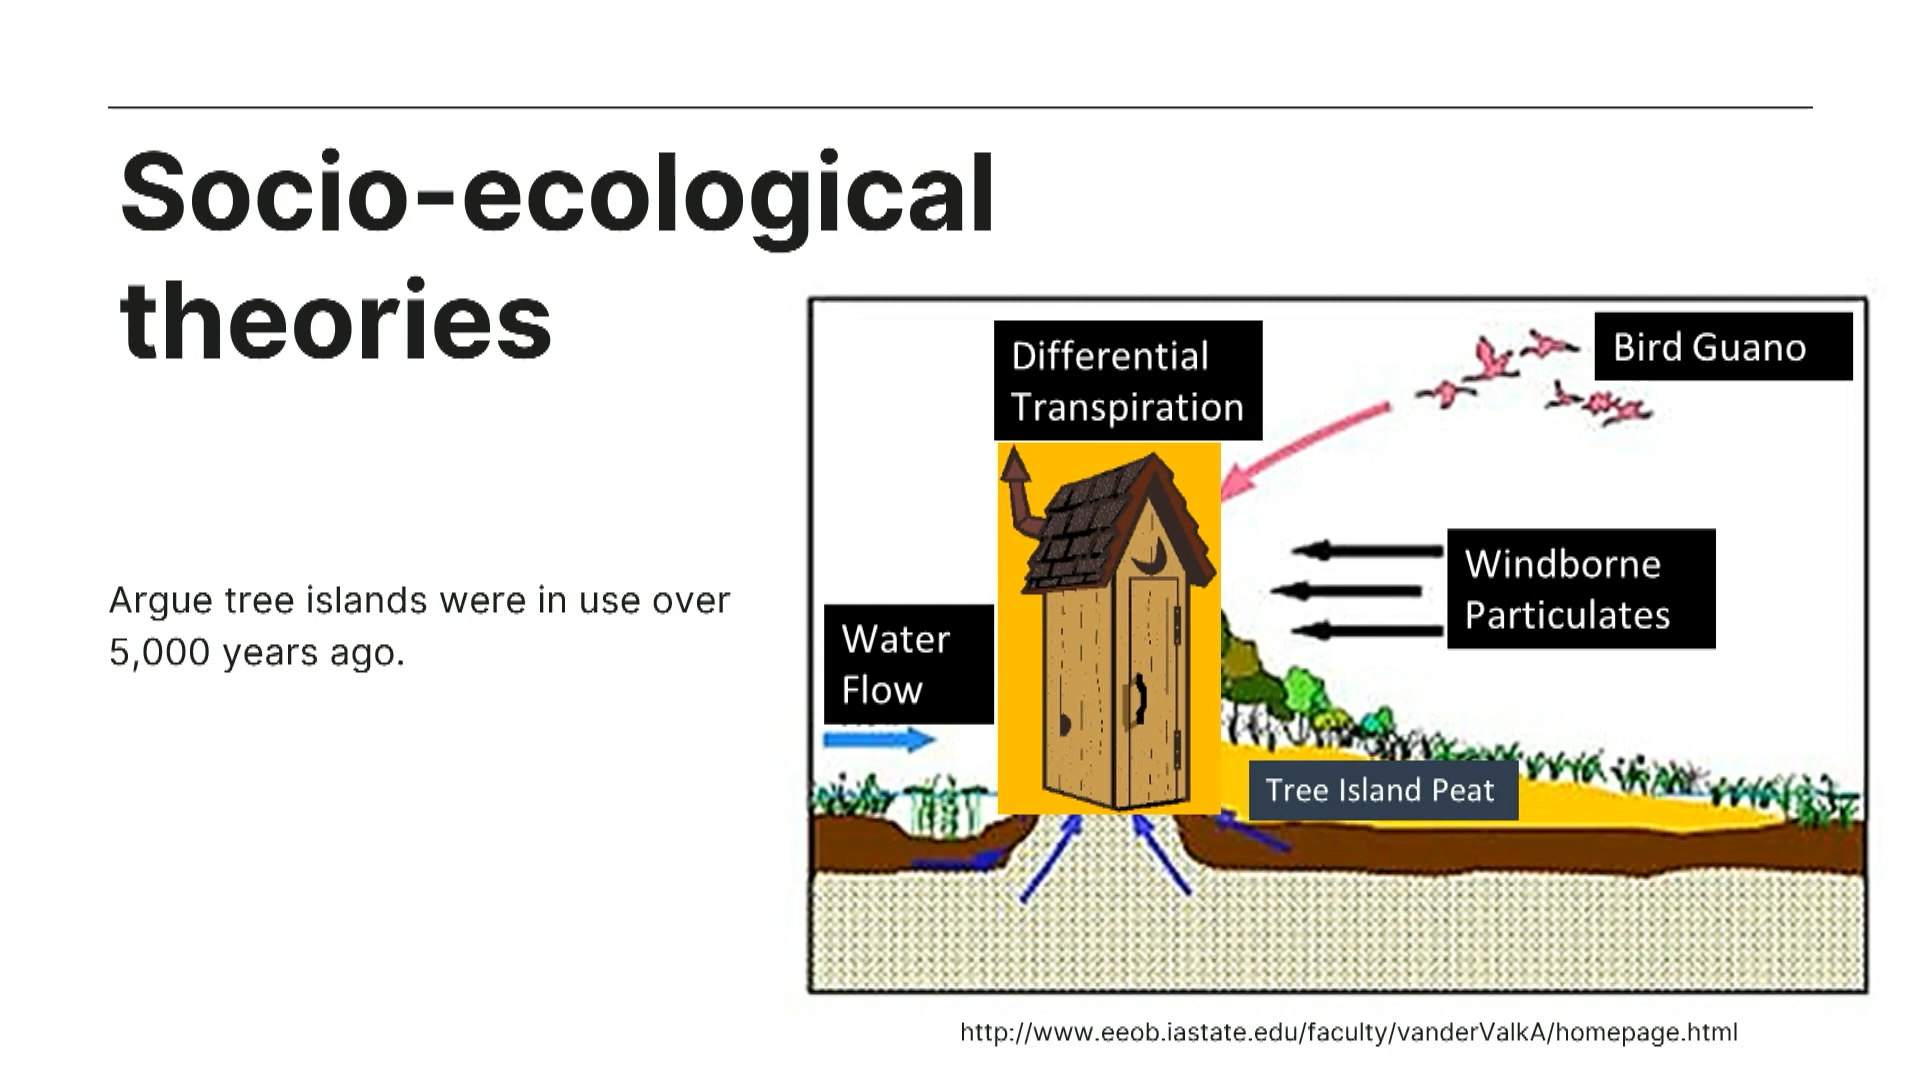 Socio-ecological
theories
Argue tree islands were in use over
5,000 years ago.
Differential
Transpiration
Bird Guano
Windborne
Particulates
Water
Flow
Tree Island Peat
http://www.eeob.iastate.edu/faculty/vanderValkA/homepage.html